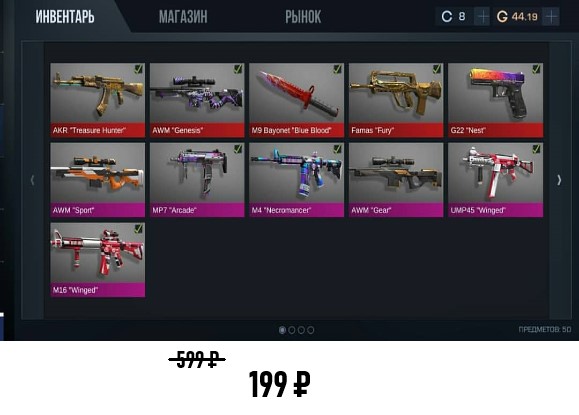 ИНВЕНТАРЬ МАГАЗИН РЫНОК C 8 + G 44.19 +
AKR "Treasure Hunter" AWM "Genesis" M9 Bayonet "Blue Blood" Famas "Fury" G22 "Nest"
AWM "Sport" MP7 "Arcade" M4 "Necromancer" AWM "Gear" UMP45 "Winged"
M16 "Winged"
ПРЕДМЕТОВ: 50
599 ₽
199 ₽